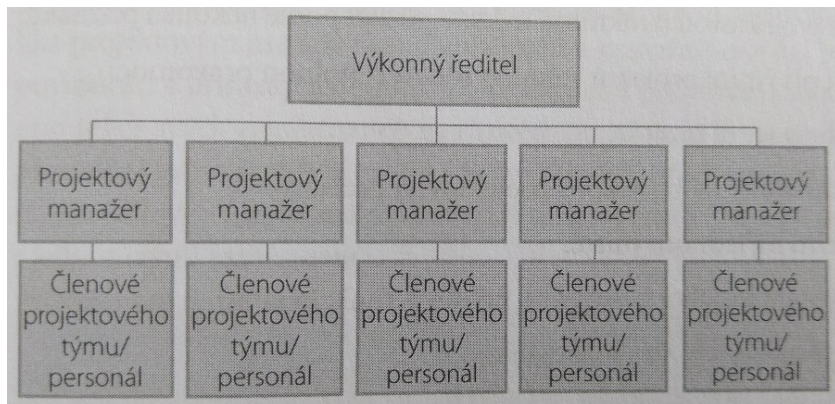 Výkonný ředitel
Projektový
manažer
Projektový
manažer
Projektový
manažer
Projektový
manažer
Projektový
manažer
Členové
projektového
týmu/
personál
Členové
projektového
týmu/
personál
Členové
projektového
týmu/
personál
Členové
projektového
týmu/
personál
Členové
projektového
týmu/
personál